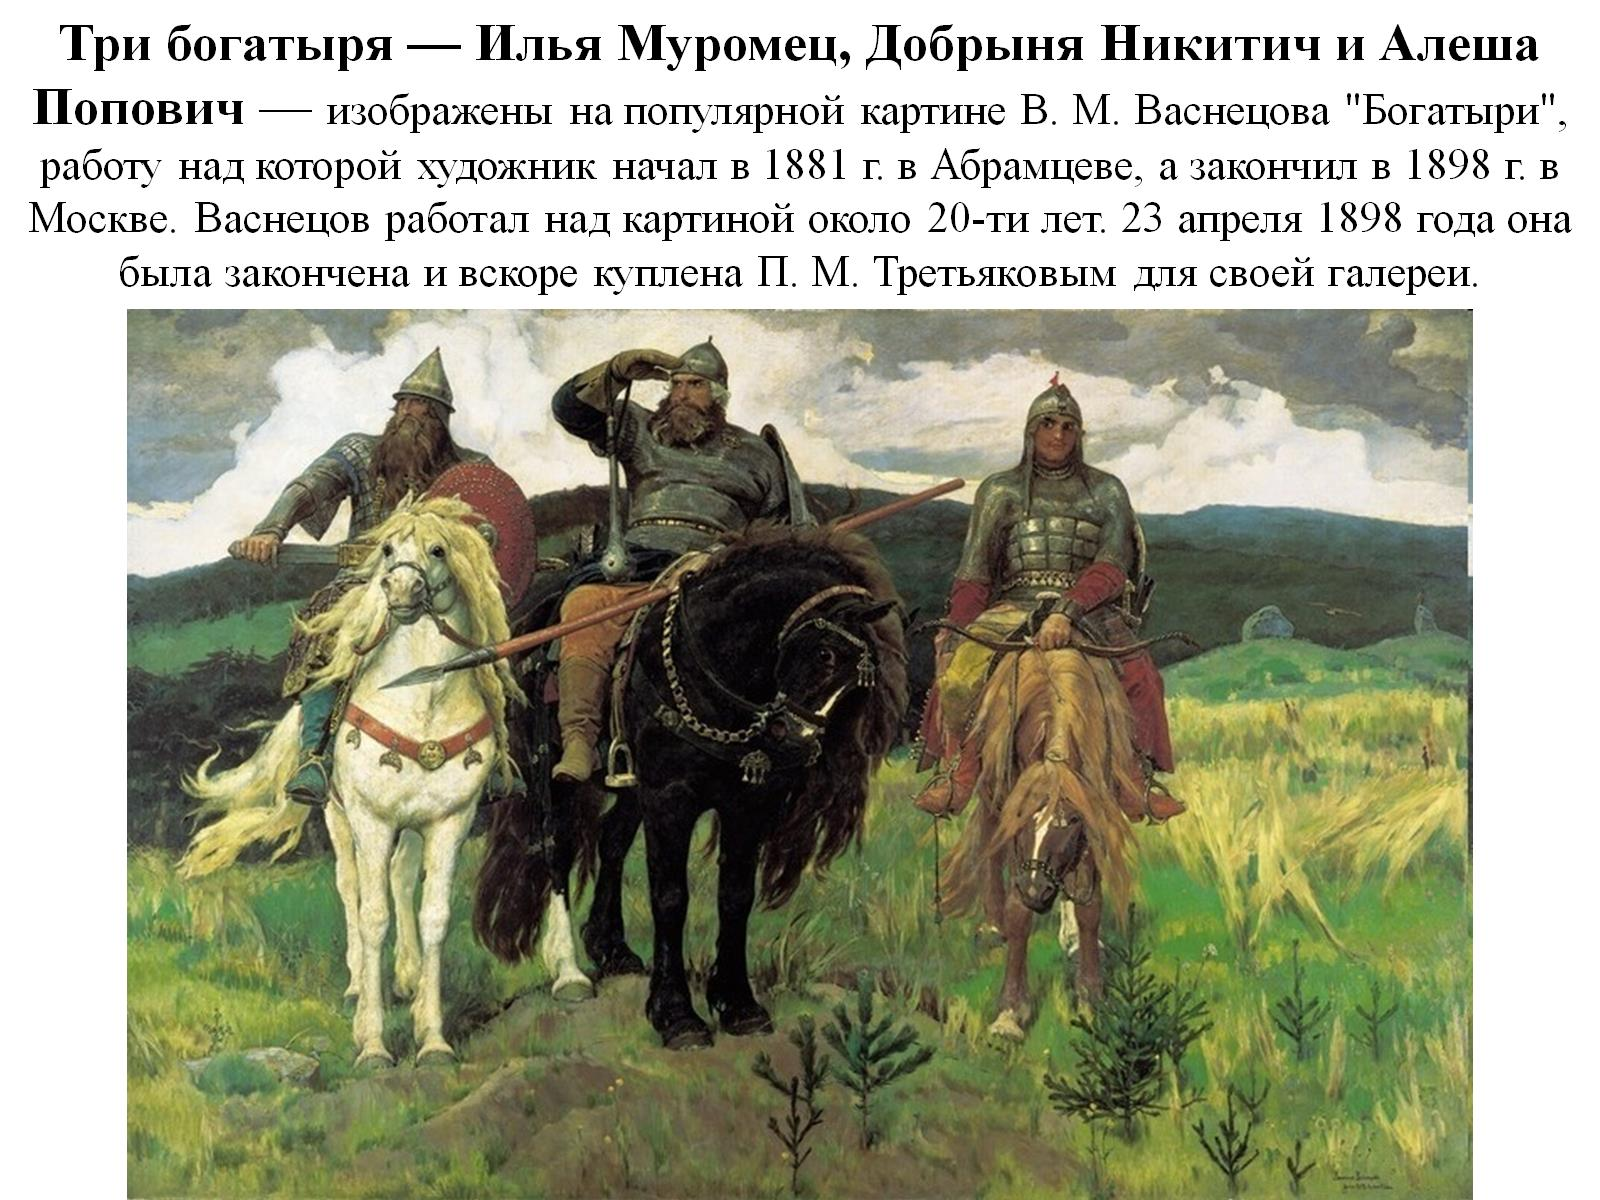 Три богатыря — Илья Муромец, Добрыня Никитич и Алеша
Попович — изображены на популярной картине В. М. Васнецова "Богатыри",
работу над которой художник начал в 1881 г. в Абрамцеве, а закончил в 1898 г. в
Москве. Васнецов работал над картиной около 20-ти лет. 23 апреля 1898 года она
была закончена и вскоре куплена П. М. Третьяковым для своей галереи.